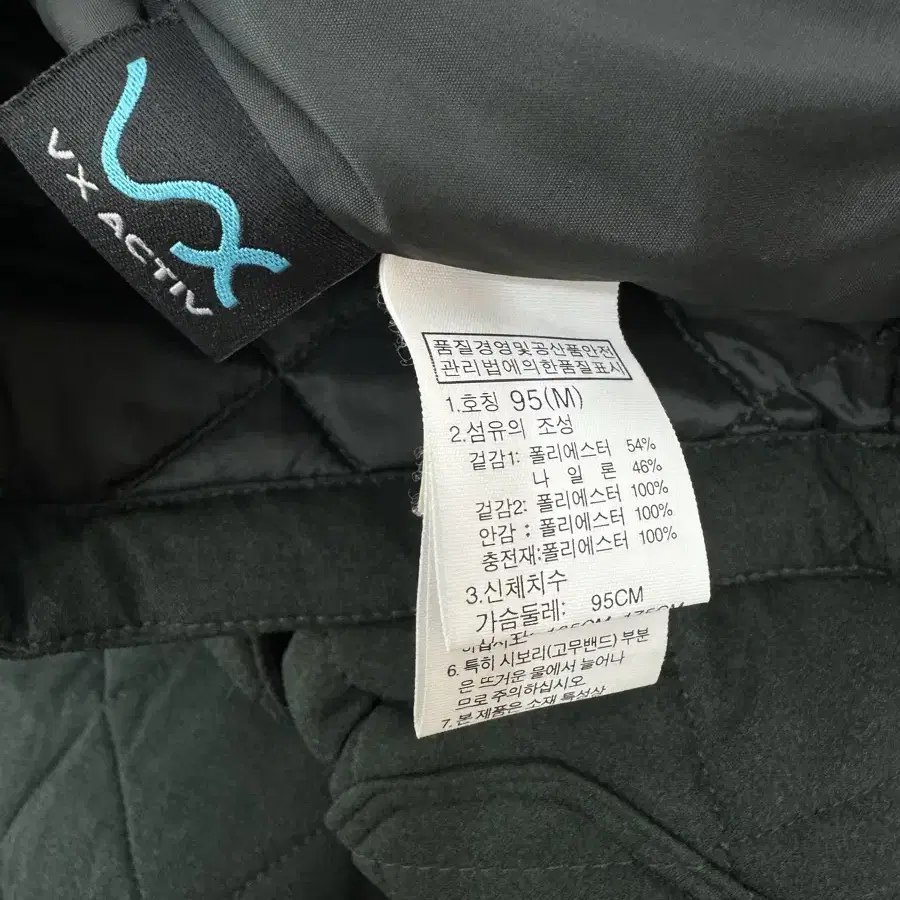 VX ACTIV
품질경영및공산품안전
관리법에의한품질표시
1.호칭 95(M)
2.섬유의 조성
겉감1: 폴리에스터 54%
나 일 론 46%
겉감2: 폴리에스터 100%
안감 : 폴리에스터 100%
충전재:폴리에스터 100%
3.신체치수
가슴둘레: 95CM
6. 특히 시보리(고무밴드) 부분
은 뜨거운 물에서 늘어나
므로 주의하십시오
7. 본 제품은 소재 특성상